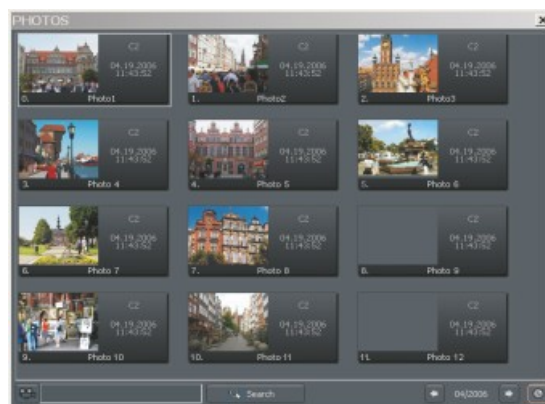 PHOTOS
C2
04.19.2006
11:43:52
0. Photo1
C2
04.19.2006
11:43:52
1. Photo2
C2
04.19.2006
11:43:52
2. Photo3
C2
04.19.2006
11:43:52
3. Photo 4
C2
04.19.2006
11:43:52
4. Photo 5
C2
04.19.2006
11:43:52
5. Photo 6
C2
04.19.2006
11:43:52
6. Photo 7
C2
04.19.2006
11:43:52
7. Photo 8
C2
04.19.2006
11:43:52
8. Photo 9
C2
04.19.2006
11:43:52
9. Photo 10
C2
04.19.2006
11:43:52
10. Photo 11
C2
04.19.2006
11:43:52
11. Photo 12
Search
04/2006